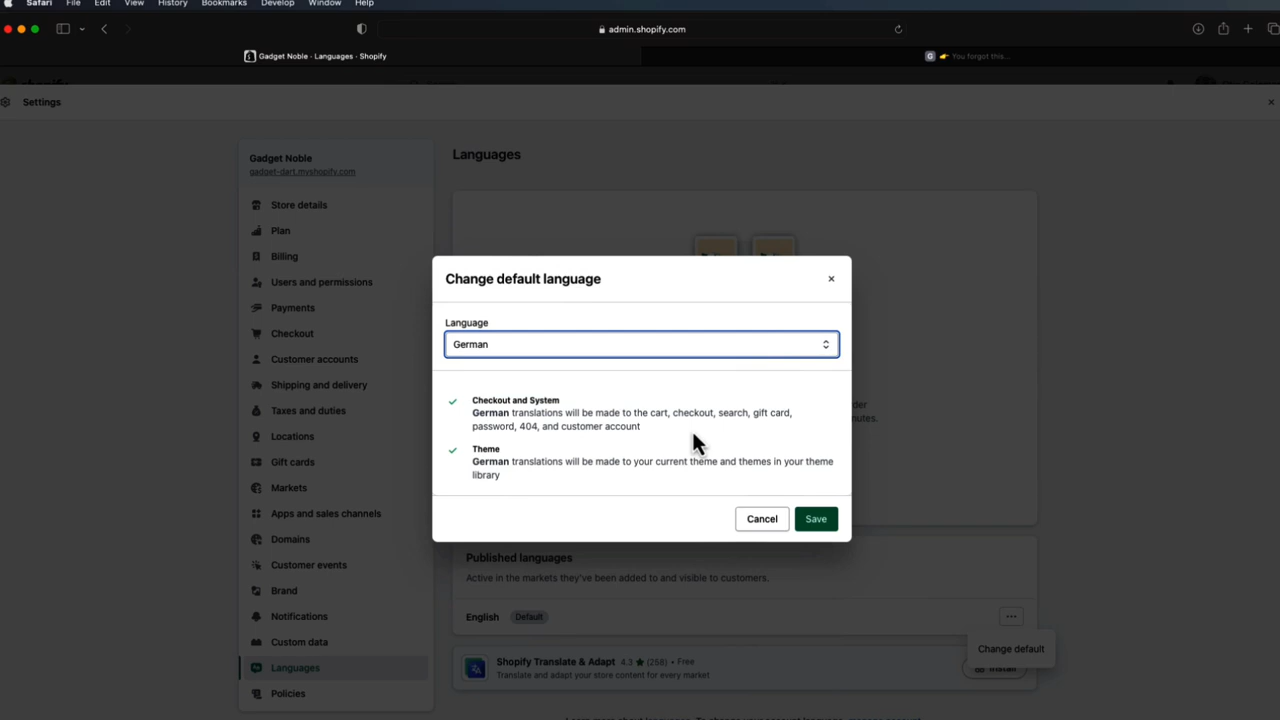 Safari File Edit View History Bookmarks Develop Window Help
admin.shopify.com
Gadget Noble · Languages · Shopify
G 👉 You forgot this...
Settings
Gadget Noble
gadget-dart.myshopify.com
Languages
Store details
Plan
Billing
Users and permissions
Payments
Checkout
Customer accounts
Shipping and delivery
Taxes and duties
Locations
Gift cards
Markets
Apps and sales channels
Domains
Customer events
Brand
Notifications
Custom data
Languages
Policies
Change default language
Language
German
Checkout and System
German translations will be made to the cart, checkout, search, gift card,
password, 404, and customer account
Theme
German translations will be made to your current theme and themes in your theme
library
Cancel Save
Published languages
Active in the markets they've been added to and visible to customers.
English Default
Change default
Shopify Translate & Adapt 4.3 ★ (258) • Free
Translate and adapt your store content for every market
Install